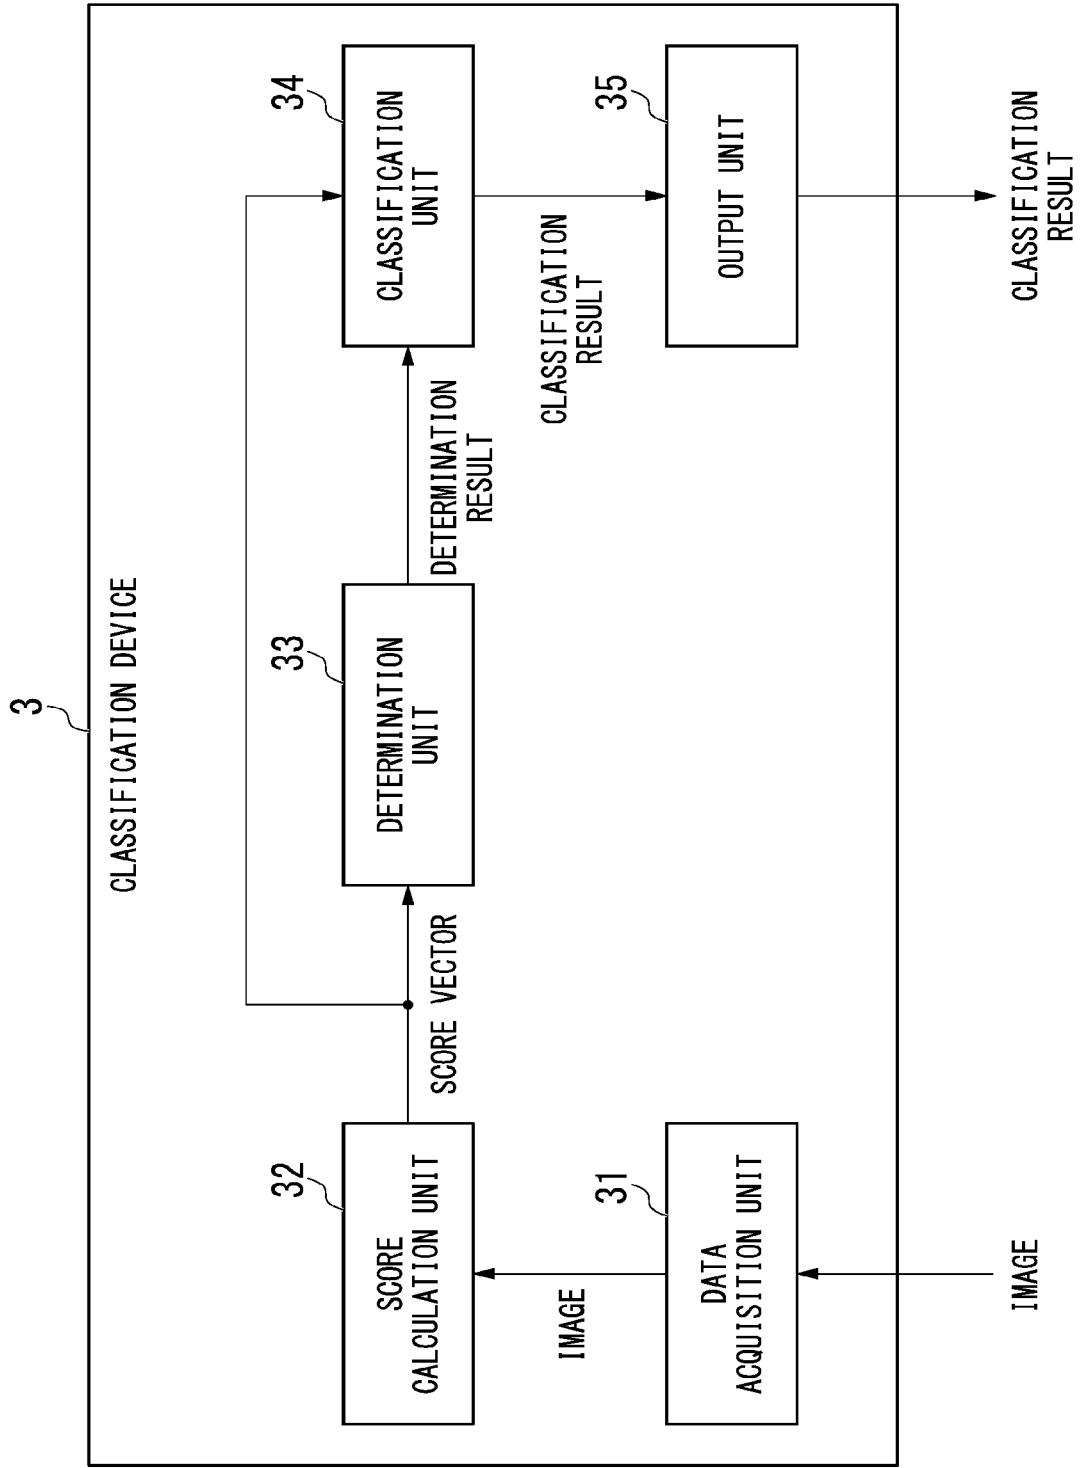 3
CLASSIFICATION DEVICE
32
SCORE
CALCULATION UNIT
SCORE VECTOR
33
DETERMINATION
UNIT
DETERMINATION
RESULT
34
CLASSIFICATION
UNIT
IMAGE
31
DATA
ACQUISITION UNIT
CLASSIFICATION
RESULT
35
OUTPUT UNIT
IMAGE
CLASSIFICATION
RESULT